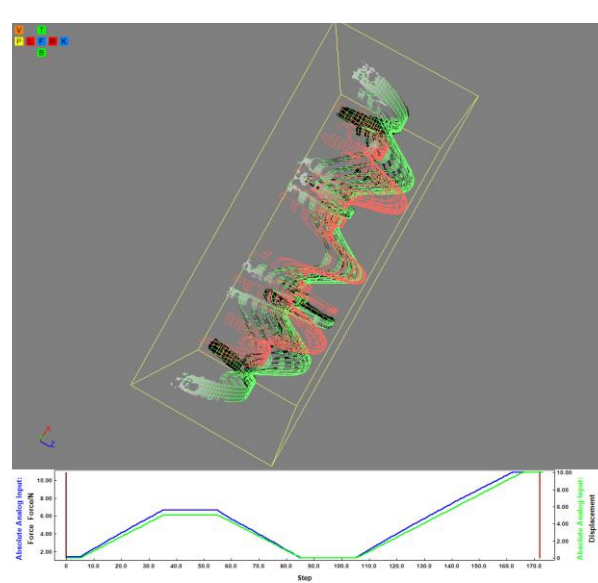 V T
P L F R K
B
X
Z
Absolute Analog Input:
Force Force/N
10.00
8.00
6.00
4.00
2.00
10.00
8.00
6.00
4.00
2.00
0
Absolute Analog Input:
Displacement
0 10.0 20.0 30.0 40.0 50.0 60.0 70.0 80.0 90.0 100.0 110.0 120.0 130.0 140.0 150.0 160.0 170.0
Step